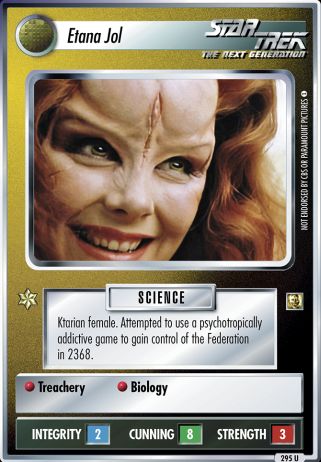 Etana Jol
STAR TREK
THE NEXT GENERATION
NOT ENDORSED BY CBS OR PARAMOUNT PICTURES
SCIENCE
Ktarian female. Attempted to use a psychotropically
addictive game to gain control of the Federation
in 2368.
Treachery Biology
INTEGRITY 2 CUNNING 8 STRENGTH 3
295 U